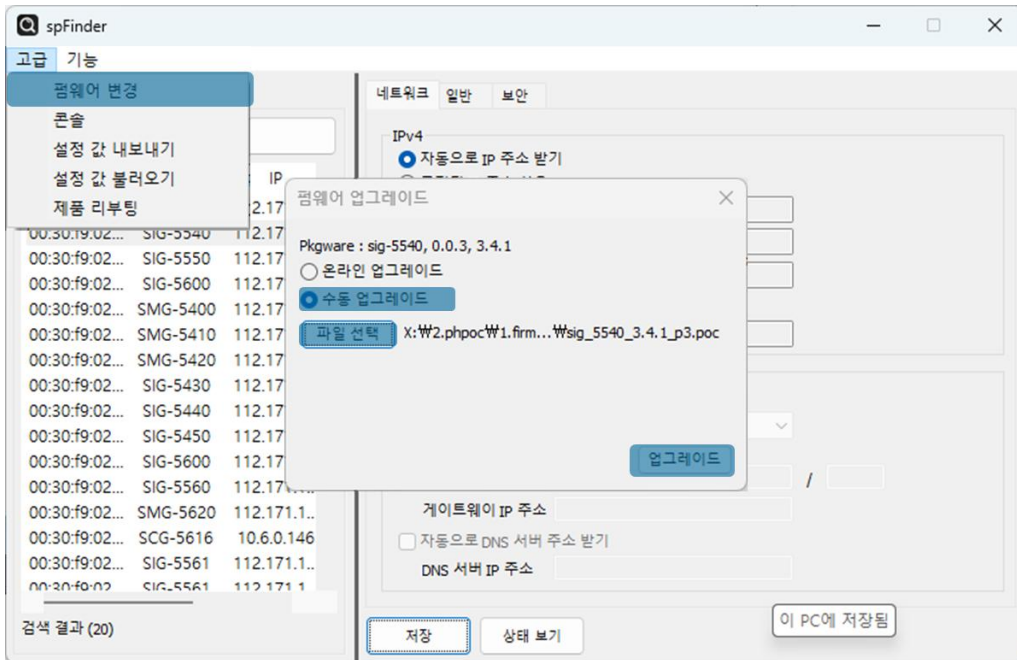 spFinder
고급 기능
펌웨어 변경
콘솔
설정 값 내보내기
설정 값 불러오기
제품 리부팅
IP
00:30:f9:02... SIG-5540 112.17
00:30:f9:02... SIG-5550 112.17
00:30:f9:02... SIG-5600 112.17
00:30:f9:02... SMG-5400 112.17
00:30:f9:02... SMG-5410 112.17
00:30:f9:02... SMG-5420 112.17
00:30:f9:02... SIG-5430 112.17
00:30:f9:02... SIG-5440 112.17
00:30:f9:02... SIG-5450 112.17
00:30:f9:02... SIG-5600 112.17
00:30:f9:02... SIG-5560 112.171.1..
00:30:f9:02... SMG-5620 112.171.1..
00:30:f9:02... SCG-5616 10.6.0.146
00:30:f9:02... SIG-5561 112.171.1..
00:30:f9:02 SIG-5561 112.171.1
검색 결과 (20)
네트워크 일반 보안
IPv4
자동으로 IP 주소 받기
펌웨어 업그레이드
Pkgware : sig-5540, 0.0.3, 3.4.1
온라인 업그레이드
수동 업그레이드
파일 선택 X:₩2.phpoc₩1.firm...₩sig_5540_3.4.1_p3.poc
업그레이드
/
게이트웨이 IP 주소
자동으로 DNS 서버 주소 받기
DNS 서버 IP 주소
저장 상태 보기
이 PC에 저장됨